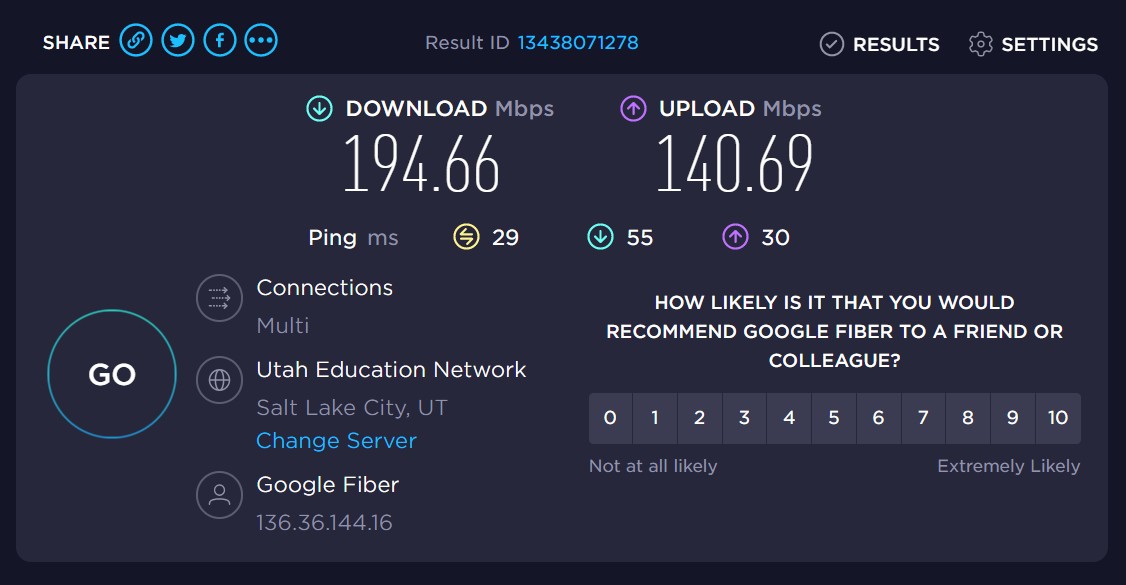 SHARE
Result ID 13438071278
RESULTS
SETTINGS
DOWNLOAD Mbps
194.66
UPLOAD Mbps
140.69
Ping ms 29 55 30
GO
Connections
Multi
Utah Education Network
Salt Lake City, UT
Change Server
Google Fiber
136.36.144.16
HOW LIKELY IS IT THAT YOU WOULD
RECOMMEND GOOGLE FIBER TO A FRIEND OR
COLLEAGUE?
0 1 2 3 4 5 6 7 8 9 10
Not at all likely
Extremely Likely